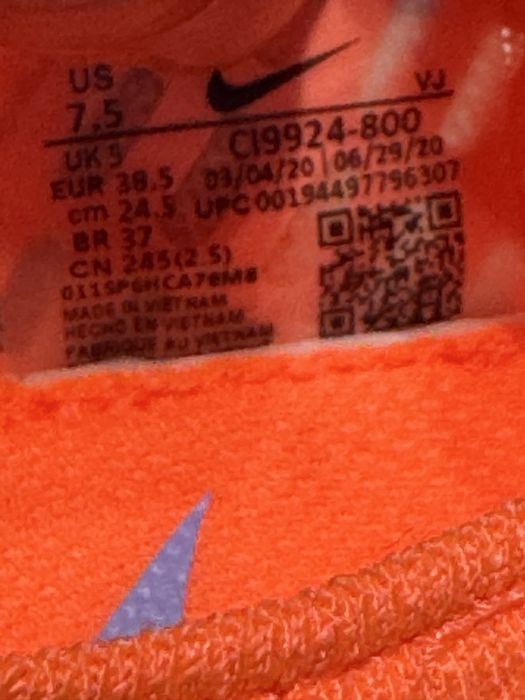 US
7.5
VJ
CI9924-800
UK 5
03/04/20 06/29/20
EUR 38.5
UPC 00194497796307
cm 24.5
BR 37
CN 245(2.5)
MADE IN VIETNAM
HECHO EN VIETNAM
FABRIQUE AU VIETNAM